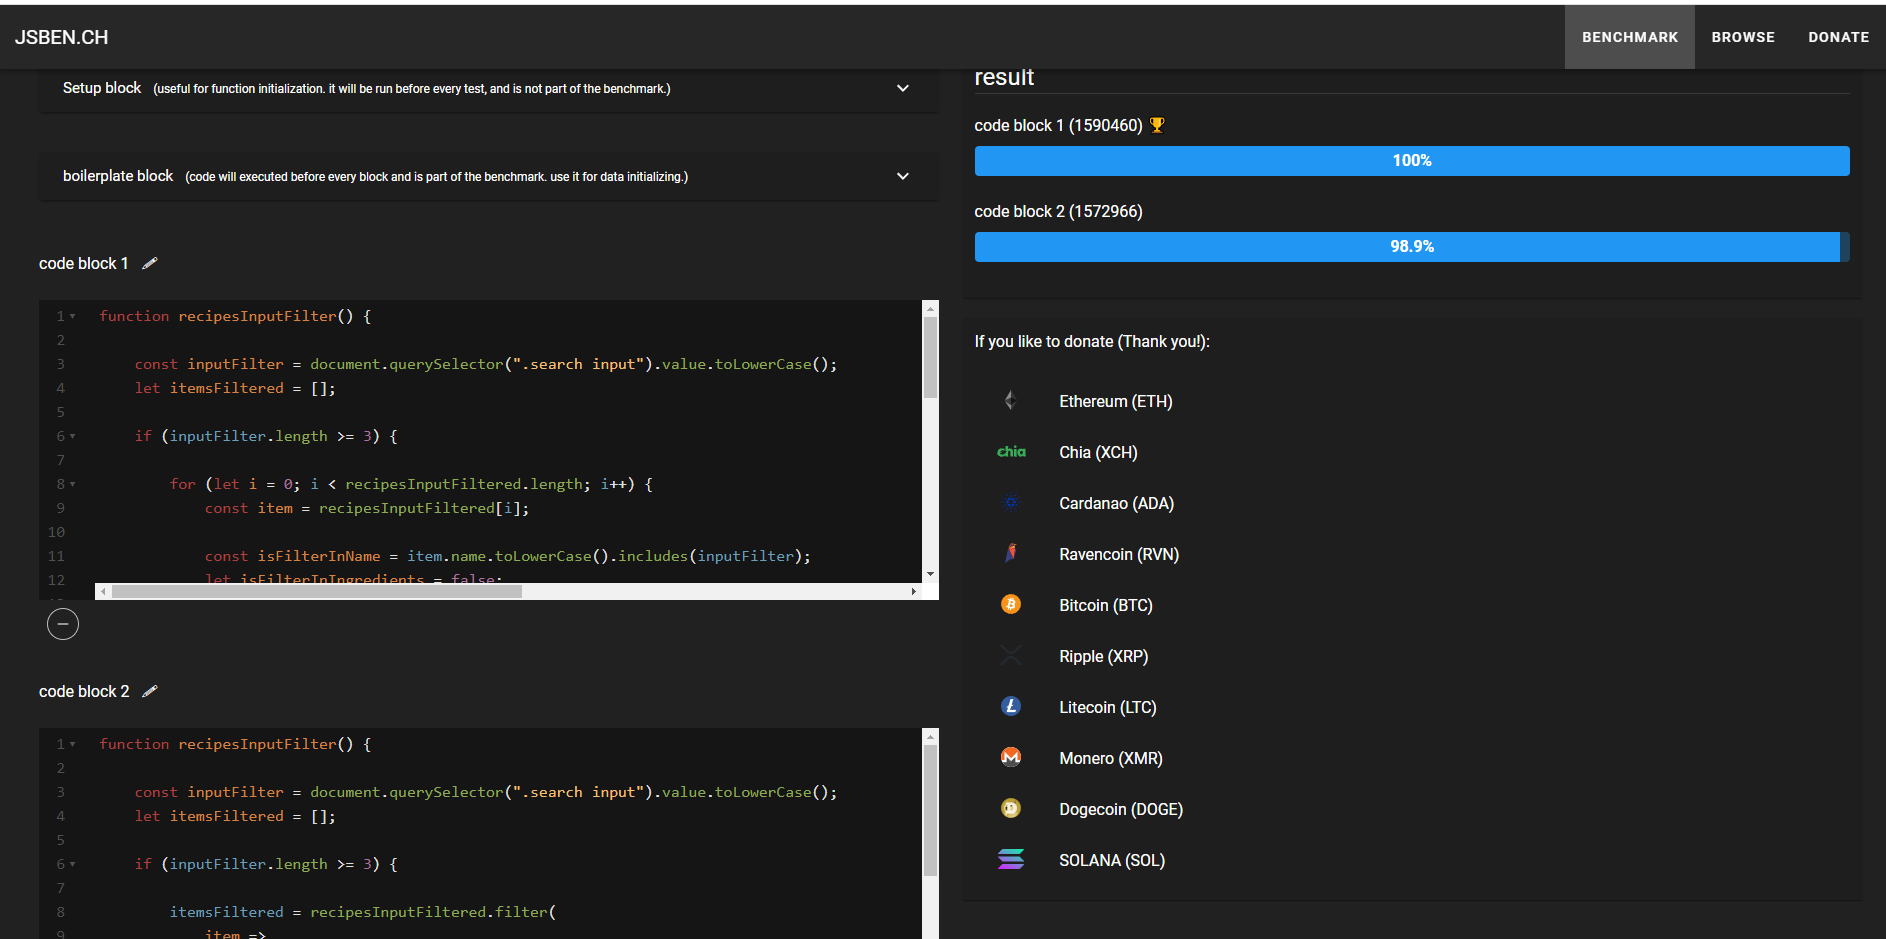 JSBEN.CH
BENCHMARK
BROWSE
DONATE
Setup block (useful for function initialization. it will be run before every test, and is not part of the benchmark.)
boilerplate block (code will executed before every block and is part of the benchmark. use it for data initializing.)
code block 1
1 function recipesInputFilter() {
2
3 const inputFilter = document.querySelector(".search input").value.toLowerCase();
4 let itemsFiltered = [];
5
6 if (inputFilter.length >= 3) {
7
8 for (let i = 0; i < recipesInputFiltered.length; i++) {
9 const item = recipesInputFiltered[i];
10
11 const isFilterInName = item.name.toLowerCase().includes(inputFilter);
12 let isFilterInIngredients = false;
code block 2
1 function recipesInputFilter() {
2
3 const inputFilter = document.querySelector(".search input").value.toLowerCase();
4 let itemsFiltered = [];
5
6 if (inputFilter.length >= 3) {
7
8 itemsFiltered = recipesInputFiltered.filter(
9 item =>
result
code block 1 (1590460)
100%
code block 2 (1572966)
98.9%
If you like to donate (Thank you!):
Ethereum (ETH)
chia Chia (XCH)
Cardanao (ADA)
Ravencoin (RVN)
Bitcoin (BTC)
Ripple (XRP)
Litecoin (LTC)
Monero (XMR)
Dogecoin (DOGE)
SOLANA (SOL)